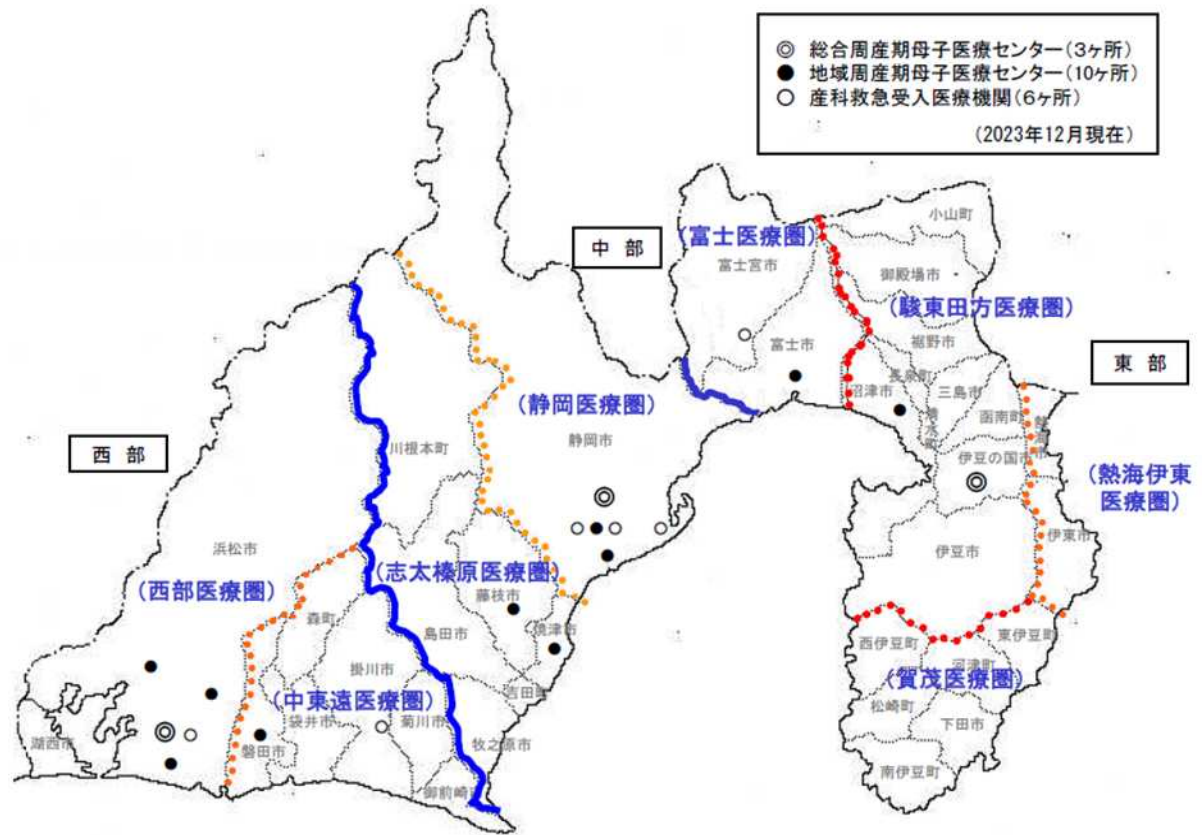 ◎ 総合周産期母子医療センター(3ヶ所)
● 地域周産期母子医療センター(10ヶ所)
○ 産科救急受入医療機関(6ヶ所)
(2023年12月現在)
小山町
中 部
(富士医療圏)
富士宮市
御殿場市
(駿東田方医療圏)
裾野市
富士市
東 部
長泉町
沼津市
三島市
(静岡医療圏)
函南町
熱海市
清水町
静岡市
川根本町
西 部
伊豆の国市
(熱海伊東
医療圏)
伊東市
浜松市
伊豆市
(志太榛原医療圏)
(西部医療圏)
藤枝市
森町
島田市
焼津市
西伊豆町
東伊豆町
掛川市
河津町
(賀茂医療圏)
吉田町
(中東遠医療圏)
松崎町
袋井市
菊川市
下田市
湖西市
磐田市
牧之原市
南伊豆町
御前崎市